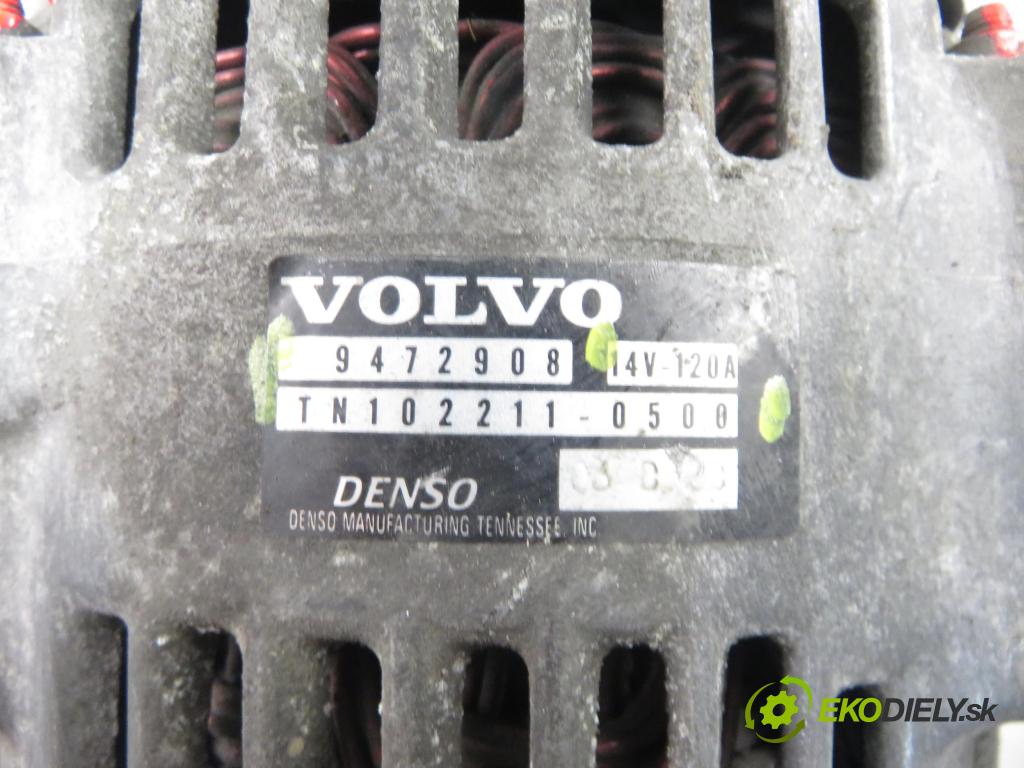 VOLVO
9472908 14V-120A
TN102211-0500
DENSO
DENSO MANUFACTURING TENNESSEE. INC
EKODIELY.sk